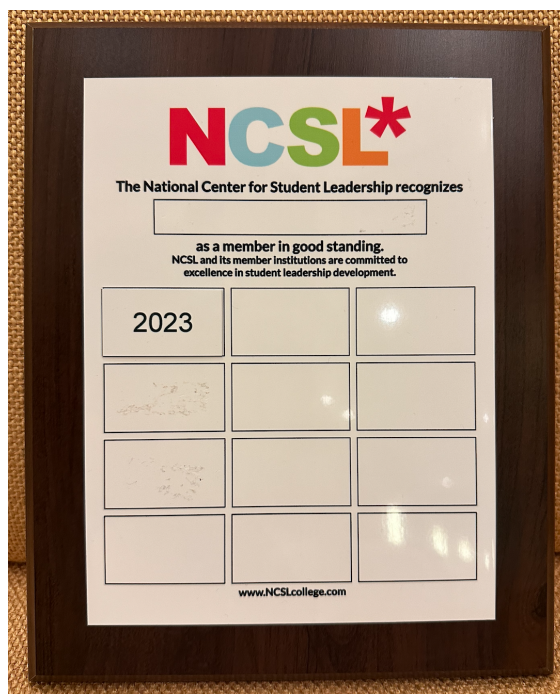 NCSL*
The National Center for Student Leadership recognizes
as a member in good standing.
NCSL and its member institutions are committed to
excellence in student leadership development.
2023
www.NCSLcollege.com